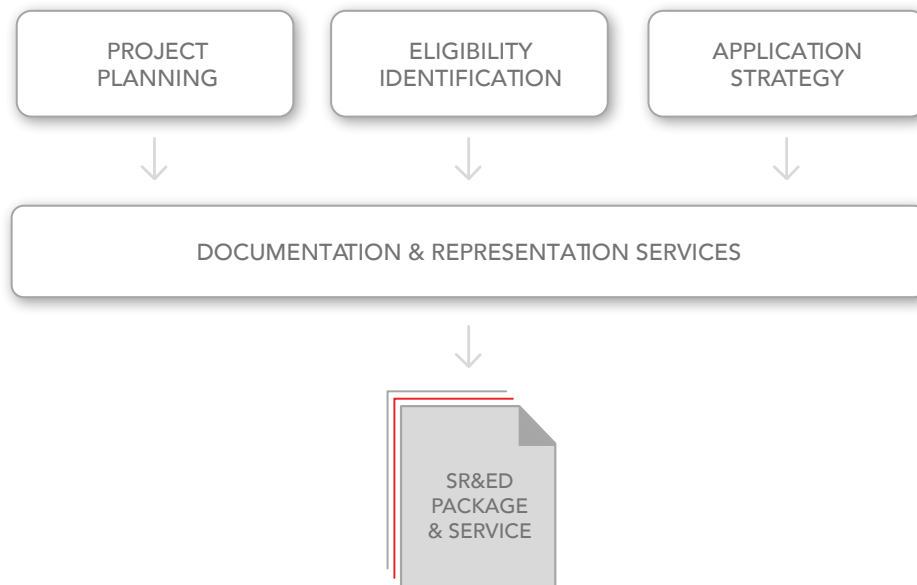 PROJECT
PLANNING
ELIGIBILITY
IDENTIFICATION
APPLICATION
STRATEGY
DOCUMENTATION & REPRESENTATION SERVICES
SR&ED
PACKAGE
& SERVICE